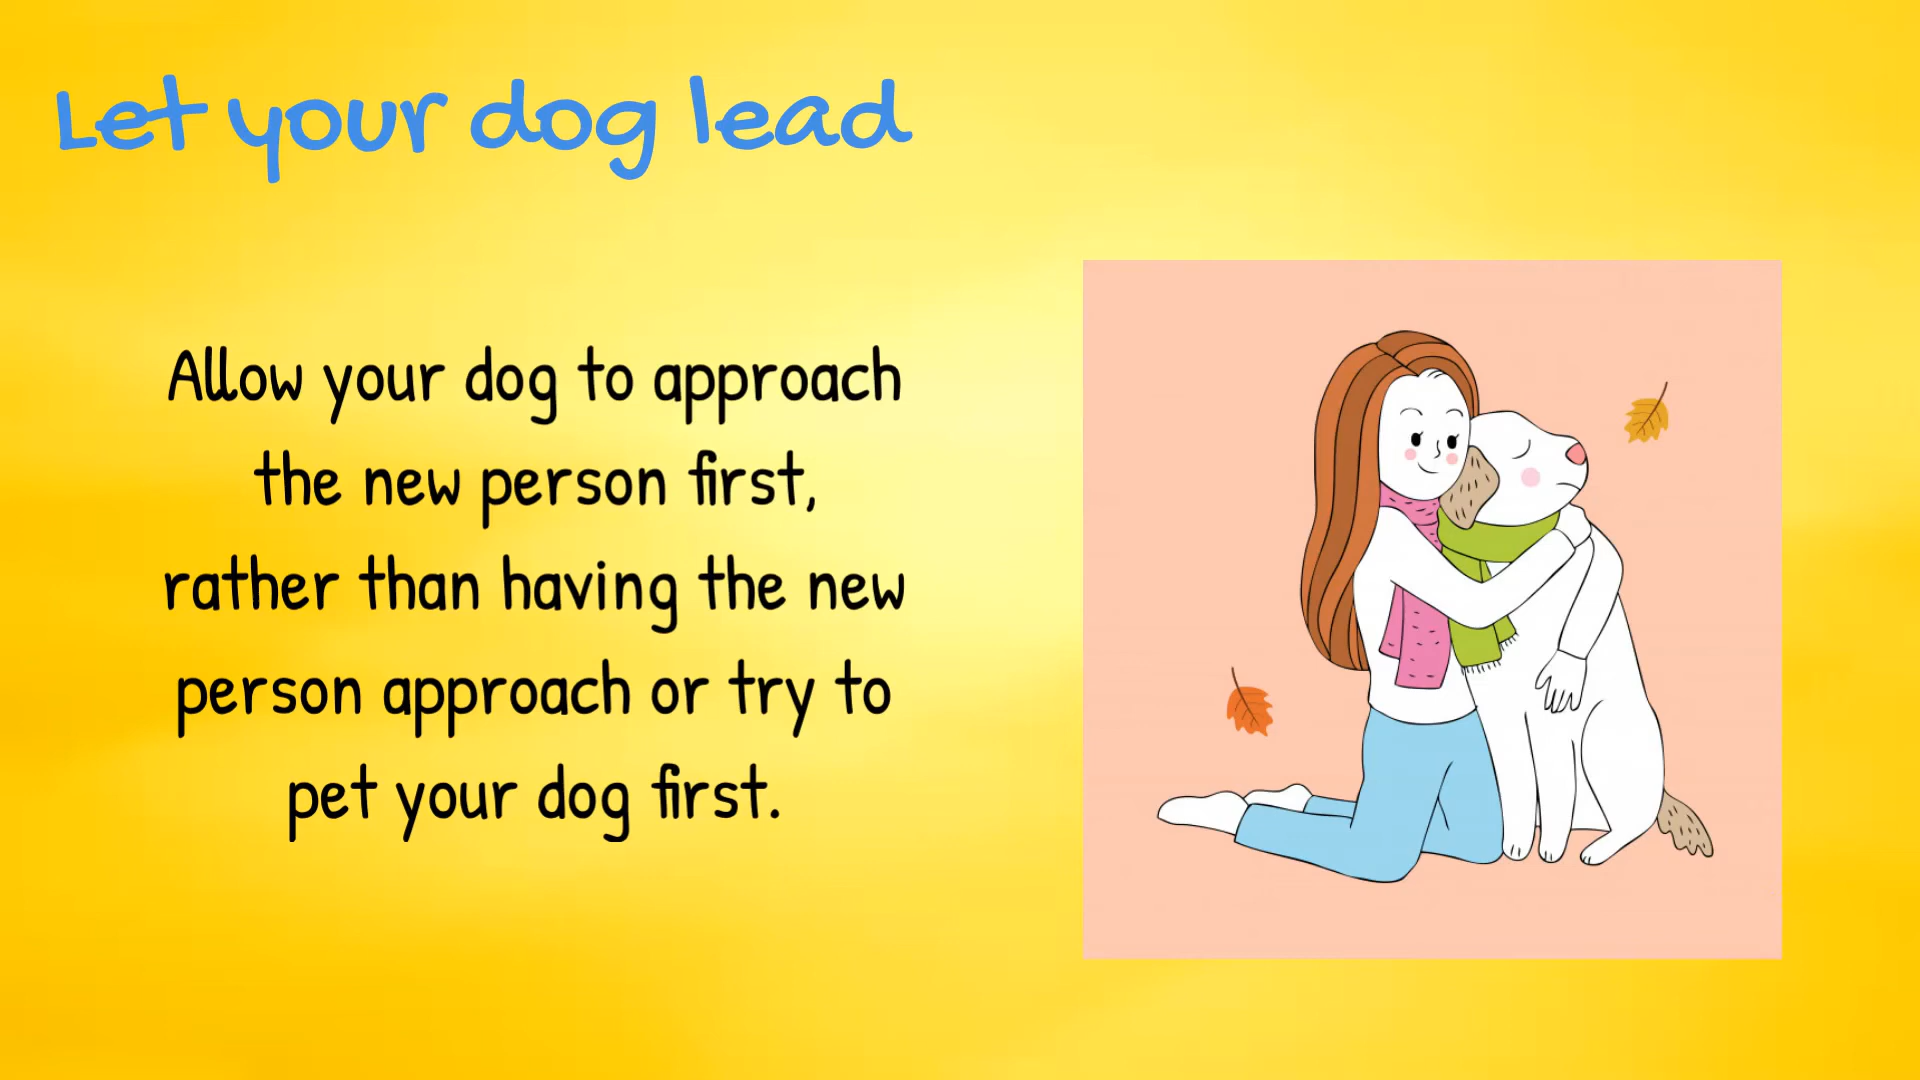 Let your dog lead
Allow your dog to approach
the new person first,
rather than having the new
person approach or try to
pet your dog first.